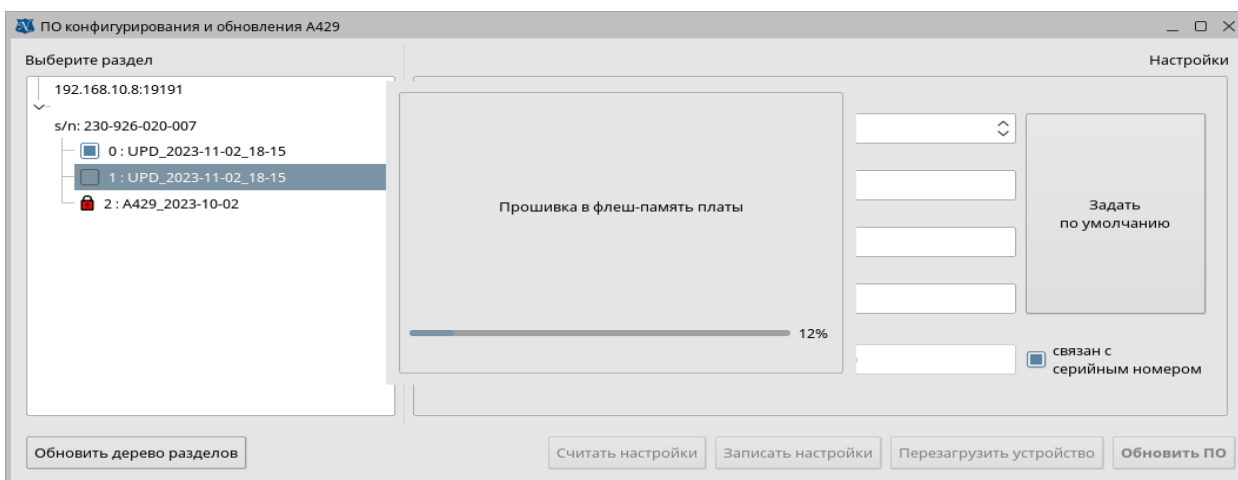 ПО конфигурирования и обновления А429
Выберите раздел
Настройки
192.168.10.8:19191
s/n: 230-926-020-007
0 : UPD_2023-11-02_18-15
1 : UPD_2023-11-02_18-15
2 : A429_2023-10-02
Прошивка в флеш-память платы
12%
Задать
по умолчанию
связан с
серийным номером
Обновить дерево разделов
Считать настройки
Записать настройки
Перезагрузить устройство
Обновить ПО